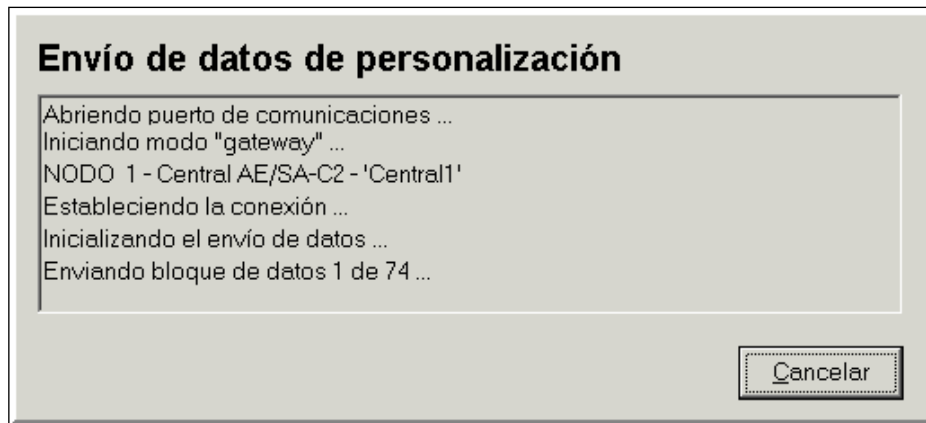 Envío de datos de personalización
Abriendo puerto de comunicaciones ...
Iniciando modo "gateway" ...
NODO 1 - Central AE/SA-C2 - 'Central1'
Estableciendo la conexión ...
Inicializando el envío de datos ...
Enviando bloque de datos 1 de 74 ...
Cancelar